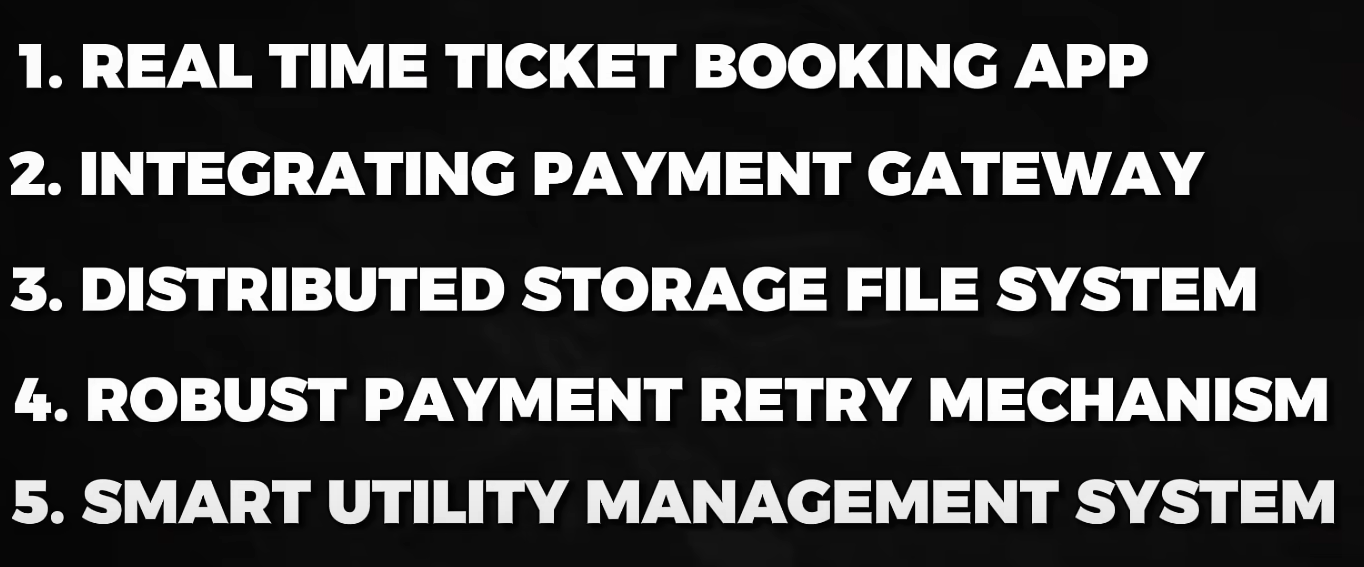 1. REAL TIME TICKET BOOKING APP
2. INTEGRATING PAYMENT GATEWAY
3. DISTRIBUTED STORAGE FILE SYSTEM
4. ROBUST PAYMENT RETRY MECHANISM
5. SMART UTILITY MANAGEMENT SYSTEM